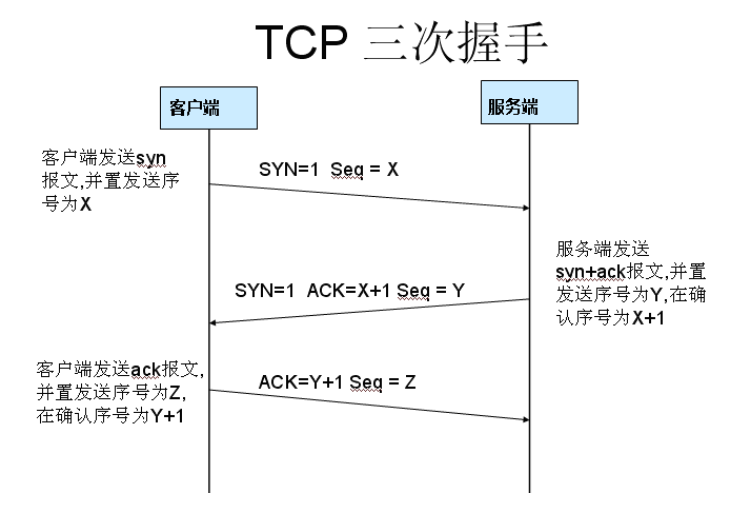 TCP 三次握手
客户端
服务端
客户端发送syn
报文,并置发送序
号为X
SYN=1 Seq = X
服务端发送
syn+ack报文,并置
发送序号为Y,在确
认序号为X+1
SYN=1 ACK=X+1 Seq = Y
客户端发送ack报文,
并置发送序号为Z,
在确认序号为Y+1
ACK=Y+1 Seq = Z